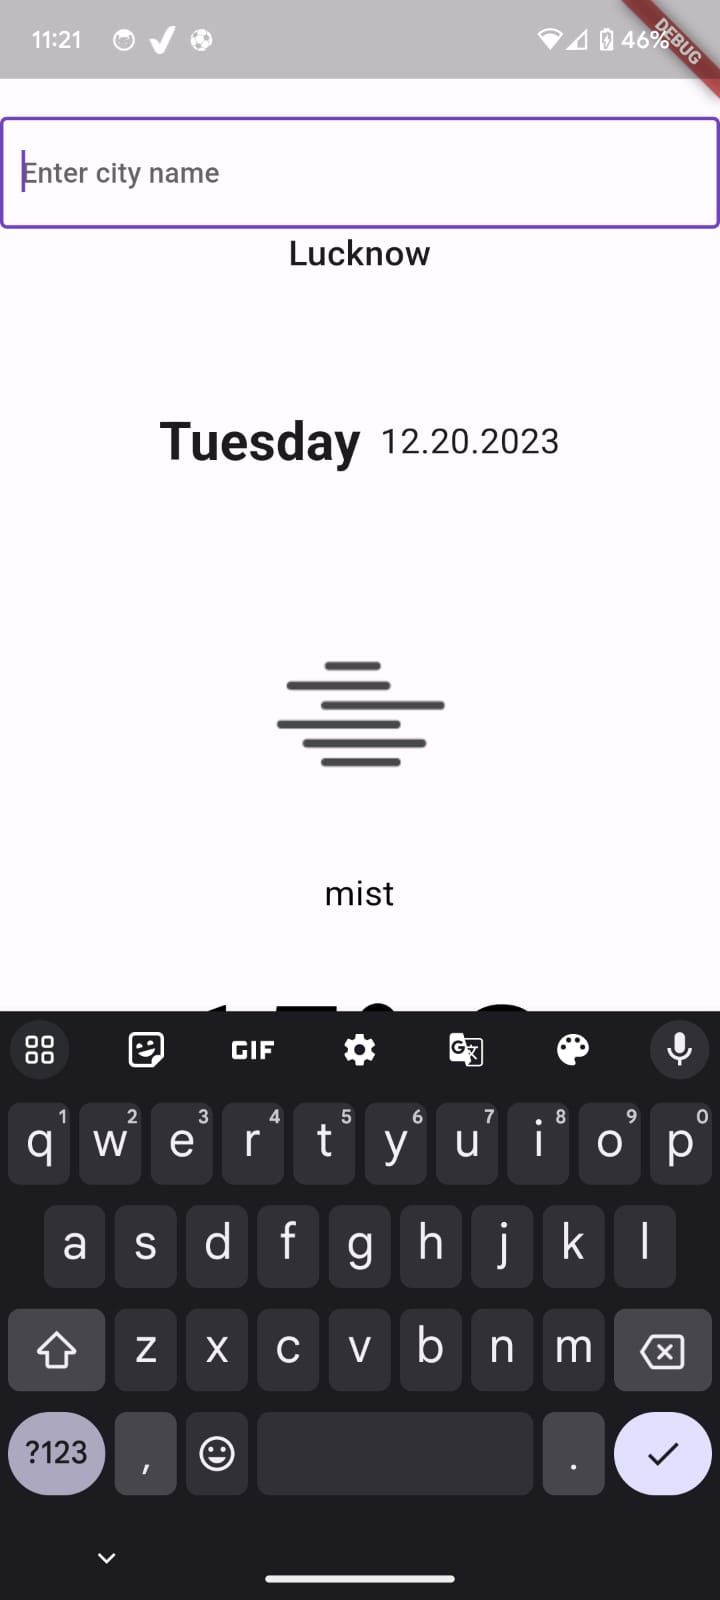 11:21 46%
DEBUG
Enter city name
Lucknow
Tuesday 12.20.2023
mist
GIF
q1 w2 e3 r4 t5 y6 u7 i8 o9 p0
a s d f g h j k l
z x c v b n m
?123 , .